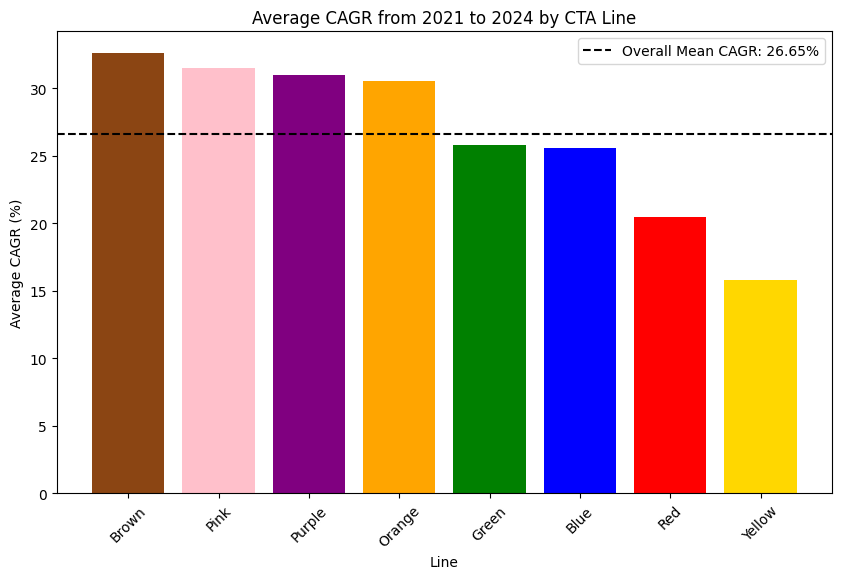 Average CAGR from 2021 to 2024 by CTA Line
Overall Mean CAGR: 26.65%
Average CAGR (%)
30
25
20
15
10
5
0
Brown
Pink
Purple
Orange
Green
Blue
Red
Yellow
Line